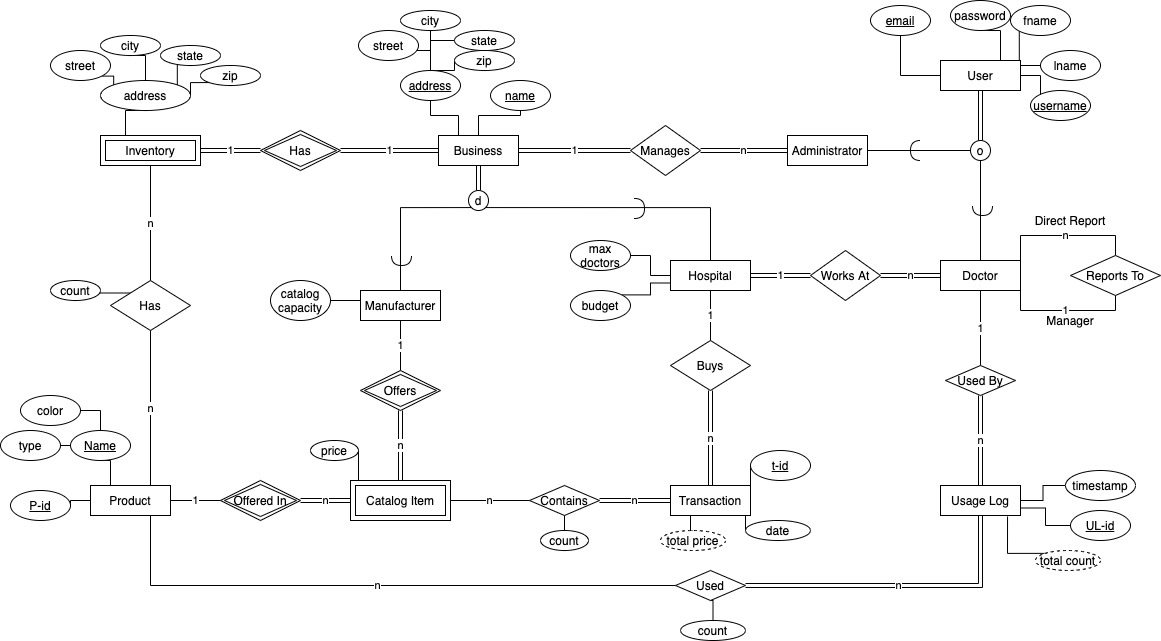 city
street
state
zip
address
city
street
state
zip
address
name
email
password
fname
lname
username
User
Inventory
1
Has
1
Business
1
Manages
n
Administrator
o
d
n
count
Has
n
max
doctors
budget
Hospital
1
Works At
n
Doctor
Direct Report
n
Reports To
1
Manager
catalog
capacity
Manufacturer
1
Offers
n
1
Buys
n
1
Used By
n
color
type
Name
P-id
Product
1
Offered In
n
price
Catalog Item
n
Contains
n
count
Transaction
t-id
date
total price
Usage Log
timestamp
UL-id
total count
n
Used
n
count